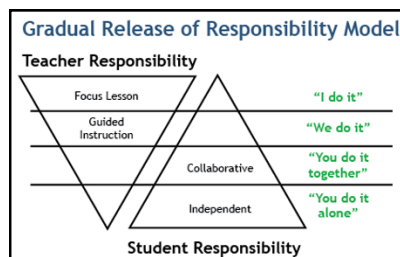 Gradual Release of Responsibility Model
Teacher Responsibility
Focus Lesson
"I do it"
Guided
Instruction
"We do it"
Collaborative
"You do it
together"
Independent
"You do it
alone"
Student Responsibility